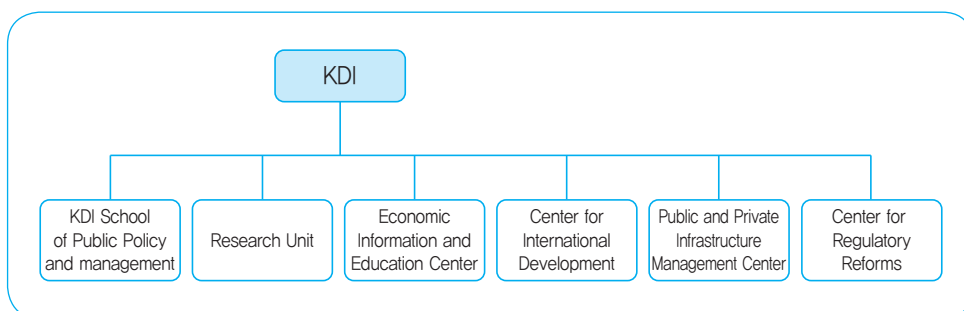 KDI
KDI School
of Public Policy
and management
Research Unit
Economic
Information and
Education Center
Center for
International
Development
Public and Private
Infrastructure
Management Center
Center for
Regulatory
Reforms